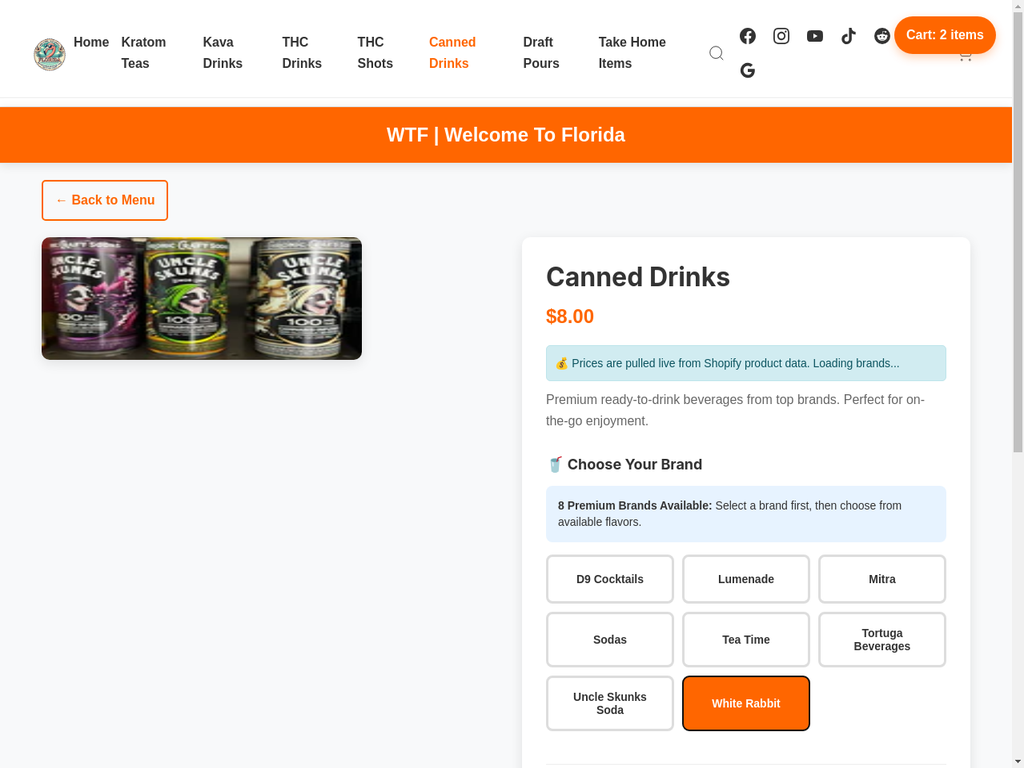 Home
Kratom
Teas
Kava
Drinks
THC
Drinks
THC
Shots
Canned
Drinks
Draft
Pours
Take Home
Items
Cart: 2 items
WTF | Welcome To Florida
← Back to Menu
UNCLE
SKUNKS
100
UNCLE
SKUNKS
100
UNCLE
SKUNKS
100
Canned Drinks
$8.00
💰 Prices are pulled live from Shopify product data. Loading brands...
Premium ready-to-drink beverages from top brands. Perfect for on-
the-go enjoyment.
🥤 Choose Your Brand
8 Premium Brands Available: Select a brand first, then choose from
available flavors.
D9 Cocktails
Lumenade
Mitra
Sodas
Tea Time
Tortuga
Beverages
Uncle Skunks
Soda
White Rabbit